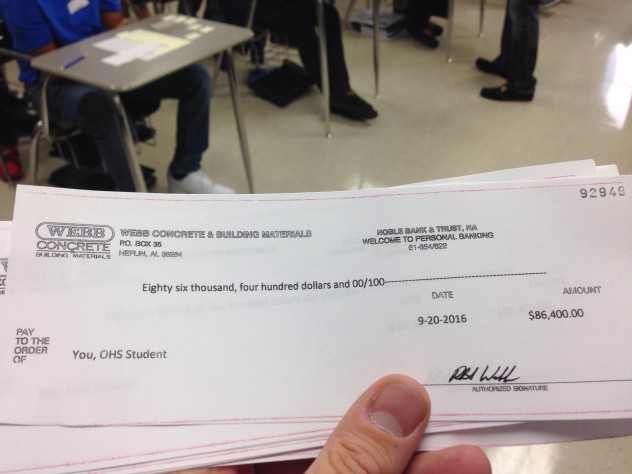 92949
WEBB
CONCRETE
BUILDING MATERIALS
WEBB CONCRETE & BUILDING MATERIALS
P.O. BOX 35
HEFLIN, AL 36264
NOBLE BANK & TRUST, NA
WELCOME TO PERSONAL BANKING
61-854/622
Eighty six thousand, four hundred dollars and 00/100
DATE
AMOUNT
9-20-2016
$86,400.00
PAY
TO THE
ORDER
OF
You, OHS Student
AUTHORIZED SIGNATURE